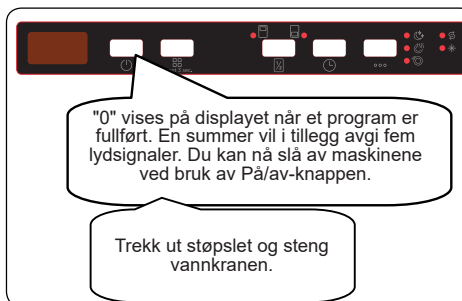 "0" vises på displayet når et program er
fullført. En summer vil i tillegg avgi fem
lydsignaler. Du kan nå slå av maskinene
ved bruk av På/av-knappen.
Trekk ut støpslet og steng
vannkranen.